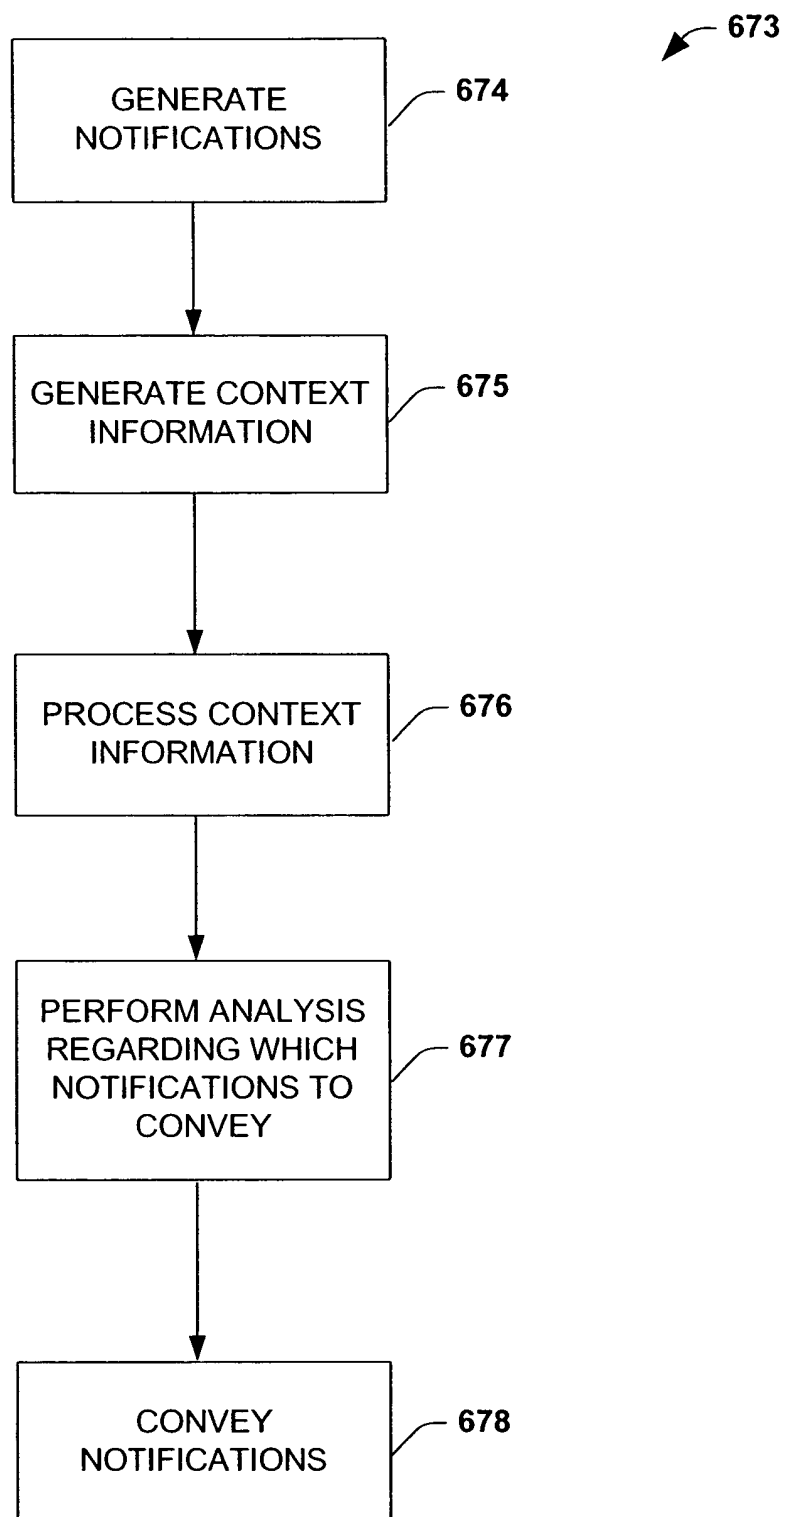 673
GENERATE
NOTIFICATIONS
674
GENERATE CONTEXT
INFORMATION
675
PROCESS CONTEXT
INFORMATION
676
PERFORM ANALYSIS
REGARDING WHICH
NOTIFICATIONS TO
CONVEY
677
CONVEY
NOTIFICATIONS
678